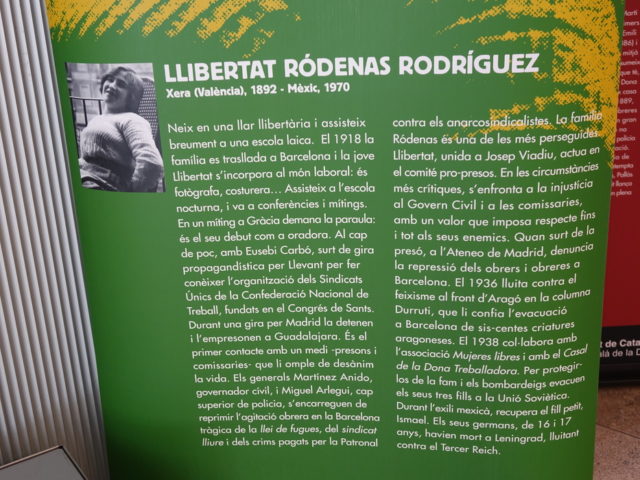 LLIBERTAT RÓDENAS RODRÍGUEZ
Xera (València), 1892 - Mèxic, 1970
Neix en una llar llibertària i assisteix
breument a una escola laica. El 1918 la
família es trasllada a Barcelona i la jove
Llibertat s'incorpora al món laboral: és
fotògrafa, costurera... Assisteix a l'escola
nocturna, i va a conferències i mítings.
En un míting a Gràcia demana la paraula:
és el seu debut com a oradora. Al cap
de poc, amb Eusebi Carbó, surt de gira
propagandística per Llevant per fer
conèixer l'organització dels Sindicats
Únics de la Confederació Nacional de
Treball, fundats en el Congrés de Sants.
Durant una gira per Madrid la detenen
i l'empresonen a Guadalajara. És el
primer contacte amb un medi -presons i
comissaries- que li omple de desànim
la vida. Els generals Martínez Anido,
governador civil, i Miguel Arlegui, cap
superior de policia, s'encarreguen de
reprimir l'agitació obrera en la Barcelona
tràgica de la llei de fugues, del sindicat
lliure i dels crims pagats per la Patronal
contra els anarcosindicalistes. La família
Ródenas és una de les més perseguides.
Llibertat, unida a Josep Viadiu, actua en
el comitè pro-presos. En les circumstàncies
més crítiques, s'enfronta a la injustícia
al Govern Civil i a les comissaries,
amb un valor que imposa respecte fins
i tot als seus enemics. Quan surt de la
presó, a l'Ateneo de Madrid, denuncia
la repressió dels obrers i obreres a
Barcelona. El 1936 lluita contra el
feixisme al front d'Aragó en la columna
Durruti, que li confia l'evacuació
a Barcelona de sis-centes criatures
aragoneses. El 1938 col·labora amb
l'associació Mujeres libres i amb el Casal
de la Dona Treballadora. Per protegir-
los de la fam i els bombardeigs evacuen
els seus tres fills a la Unió Soviètica.
Durant l'exili mexicà, recupera el fill petit,
Ismael. Els seus germans, de 16 i 17
anys, havien mort a Leningrad, lluitant
contra el Tercer Reich.